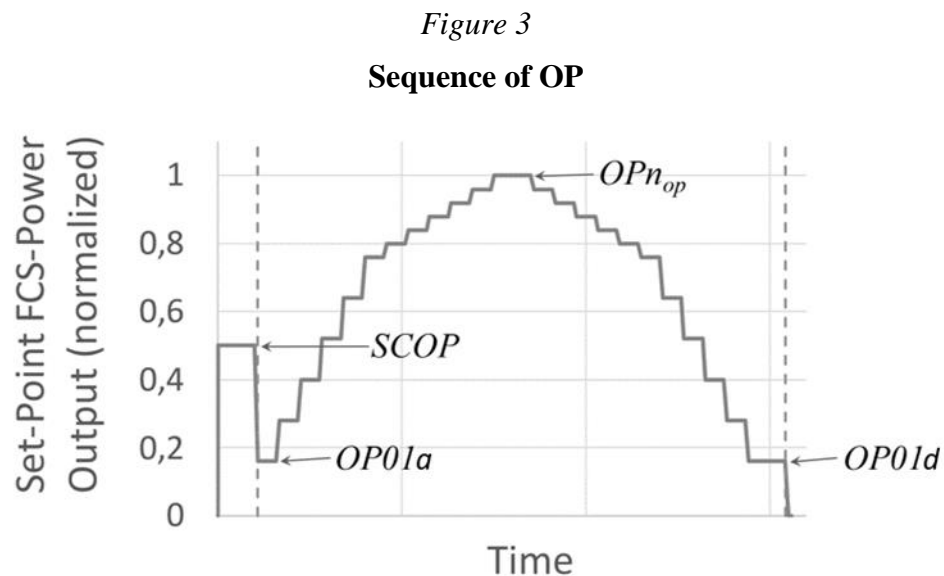 Figure 3
Sequence of OP
Set-Point FCS-Power
Output (normalized)
1
0,8
0,6
0,4
0,2
0
OPnop
SCOP
OP01a
OP01d
Time